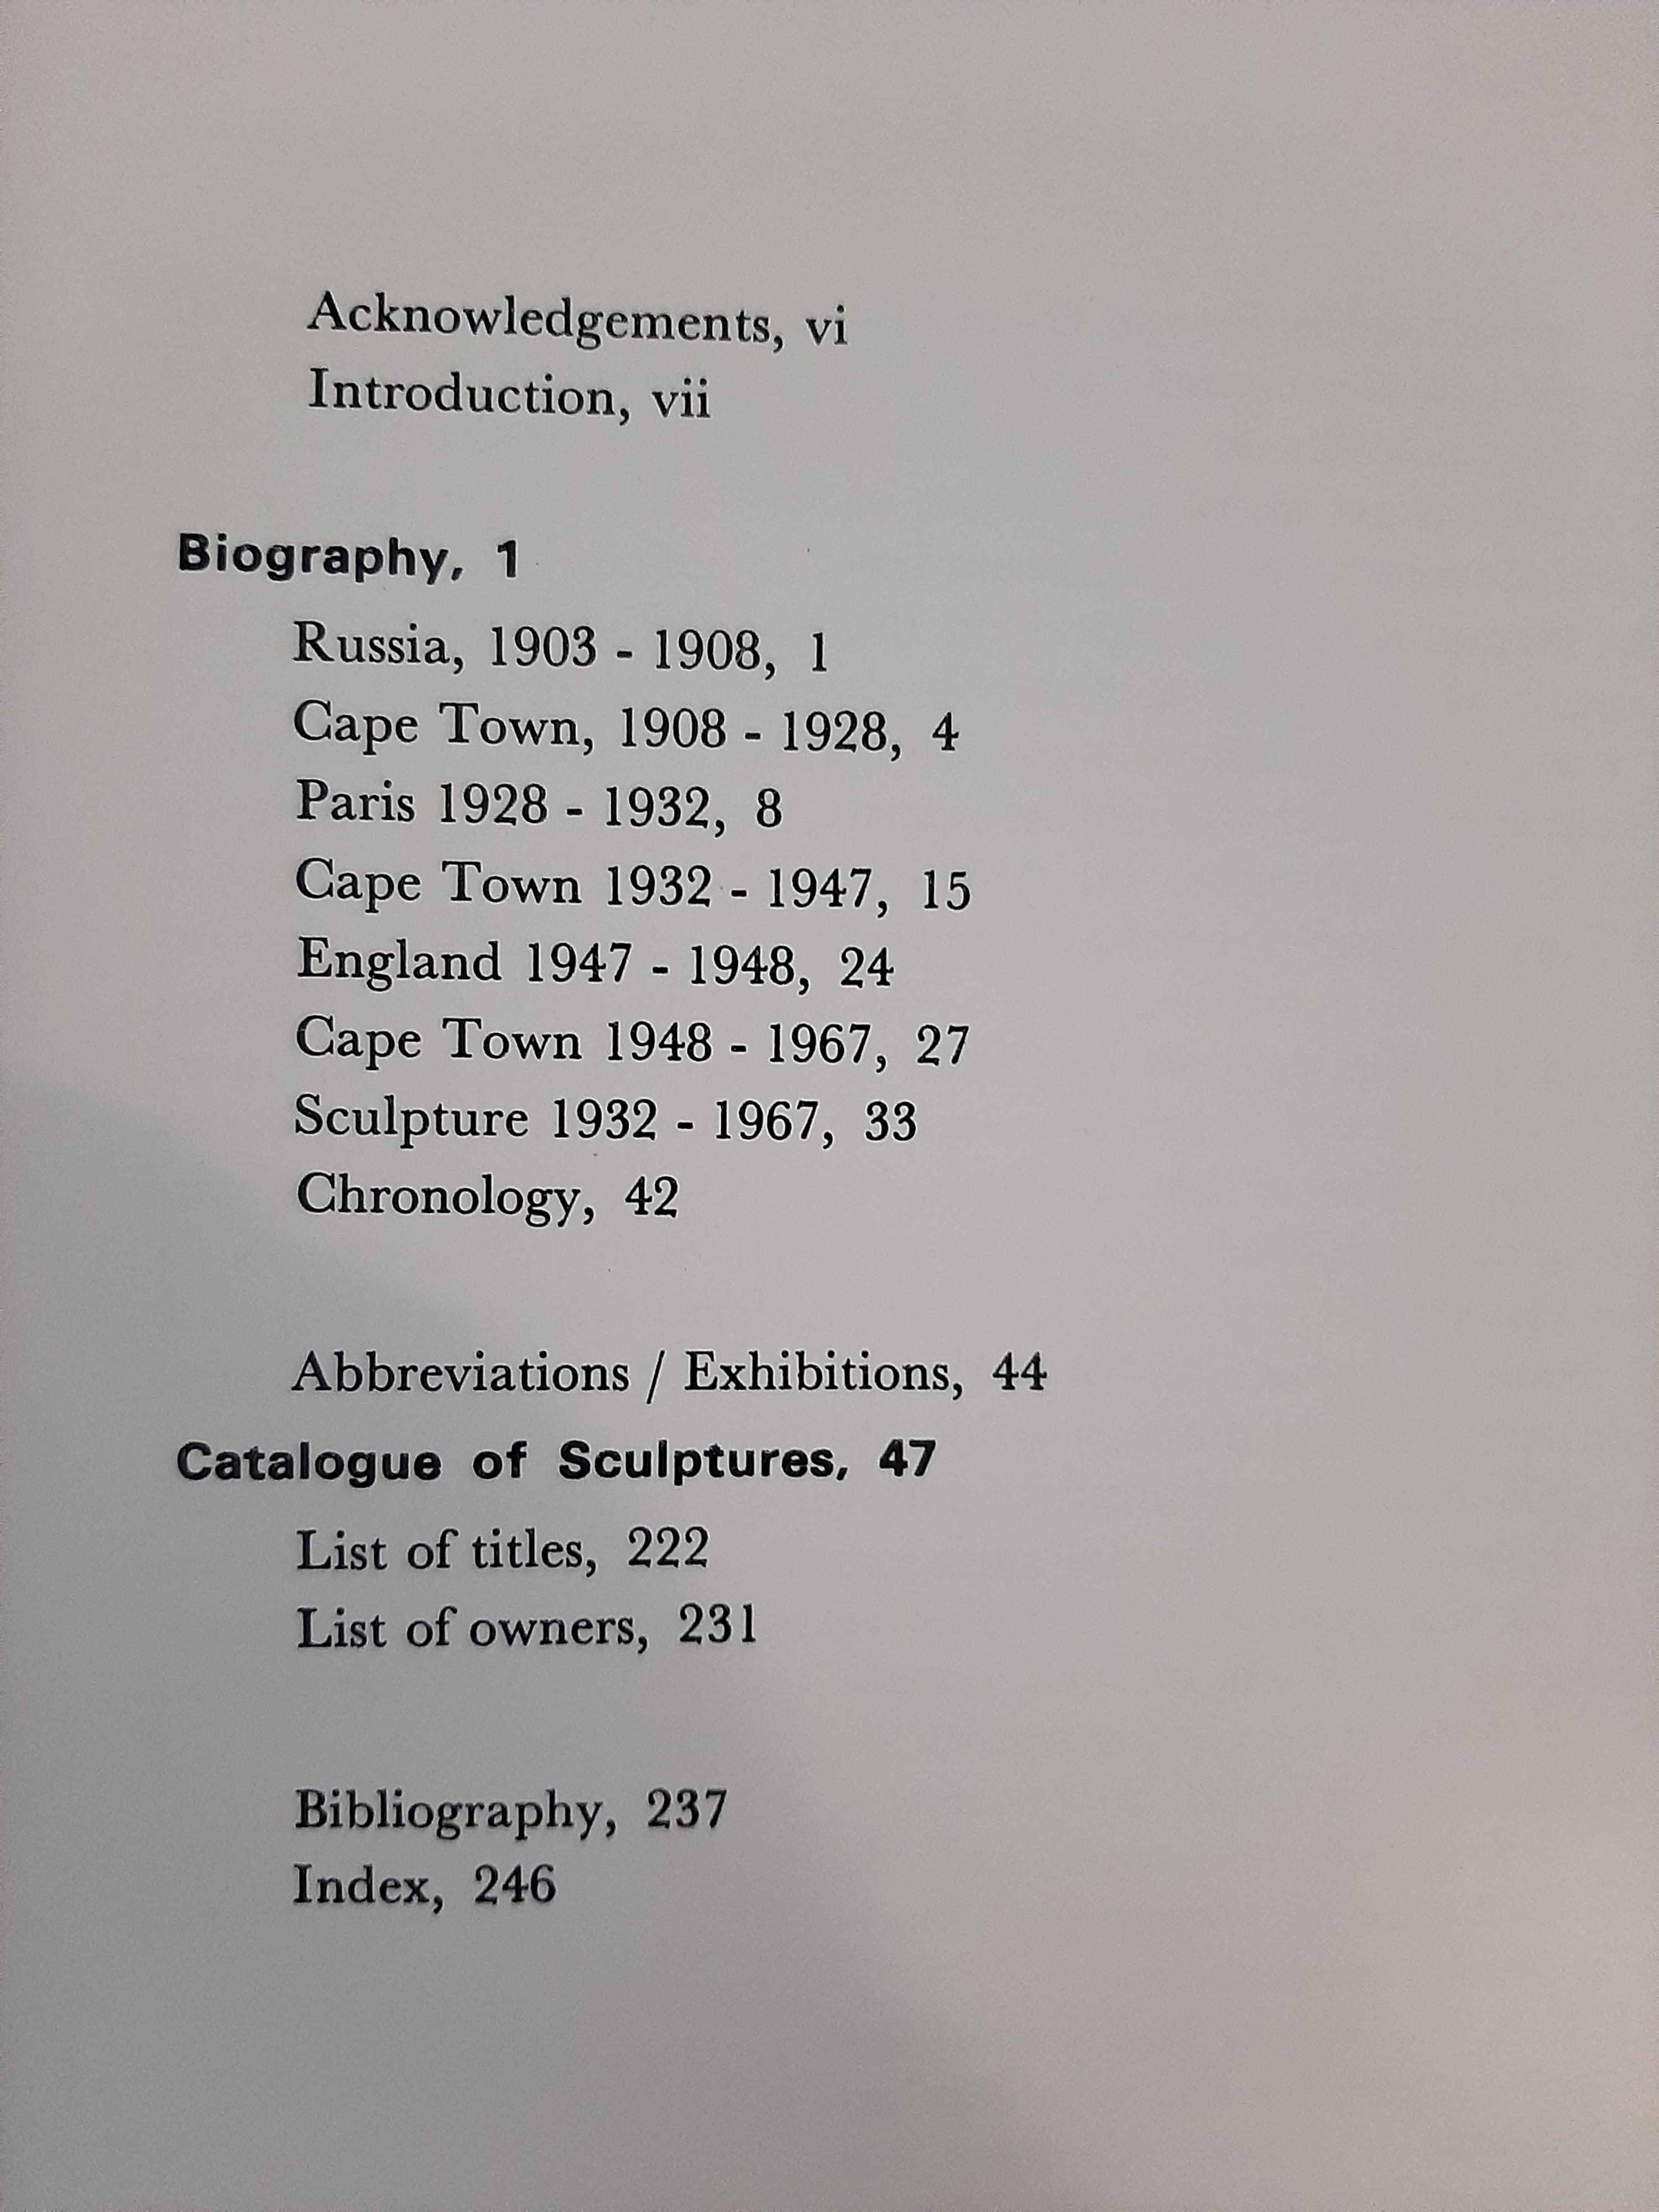 Acknowledgements, vi
Introduction, vii
Biography, 1
Russia, 1903 - 1908, 1
Cape Town, 1908 - 1928, 4
Paris 1928 - 1932, 8
Cape Town 1932 - 1947, 15
England 1947 - 1948, 24
Cape Town 1948 - 1967, 27
Sculpture 1932 - 1967, 33
Chronology, 42
Abbreviations / Exhibitions, 44
Catalogue of Sculptures, 47
List of titles, 222
List of owners, 231
Bibliography, 237
Index, 246